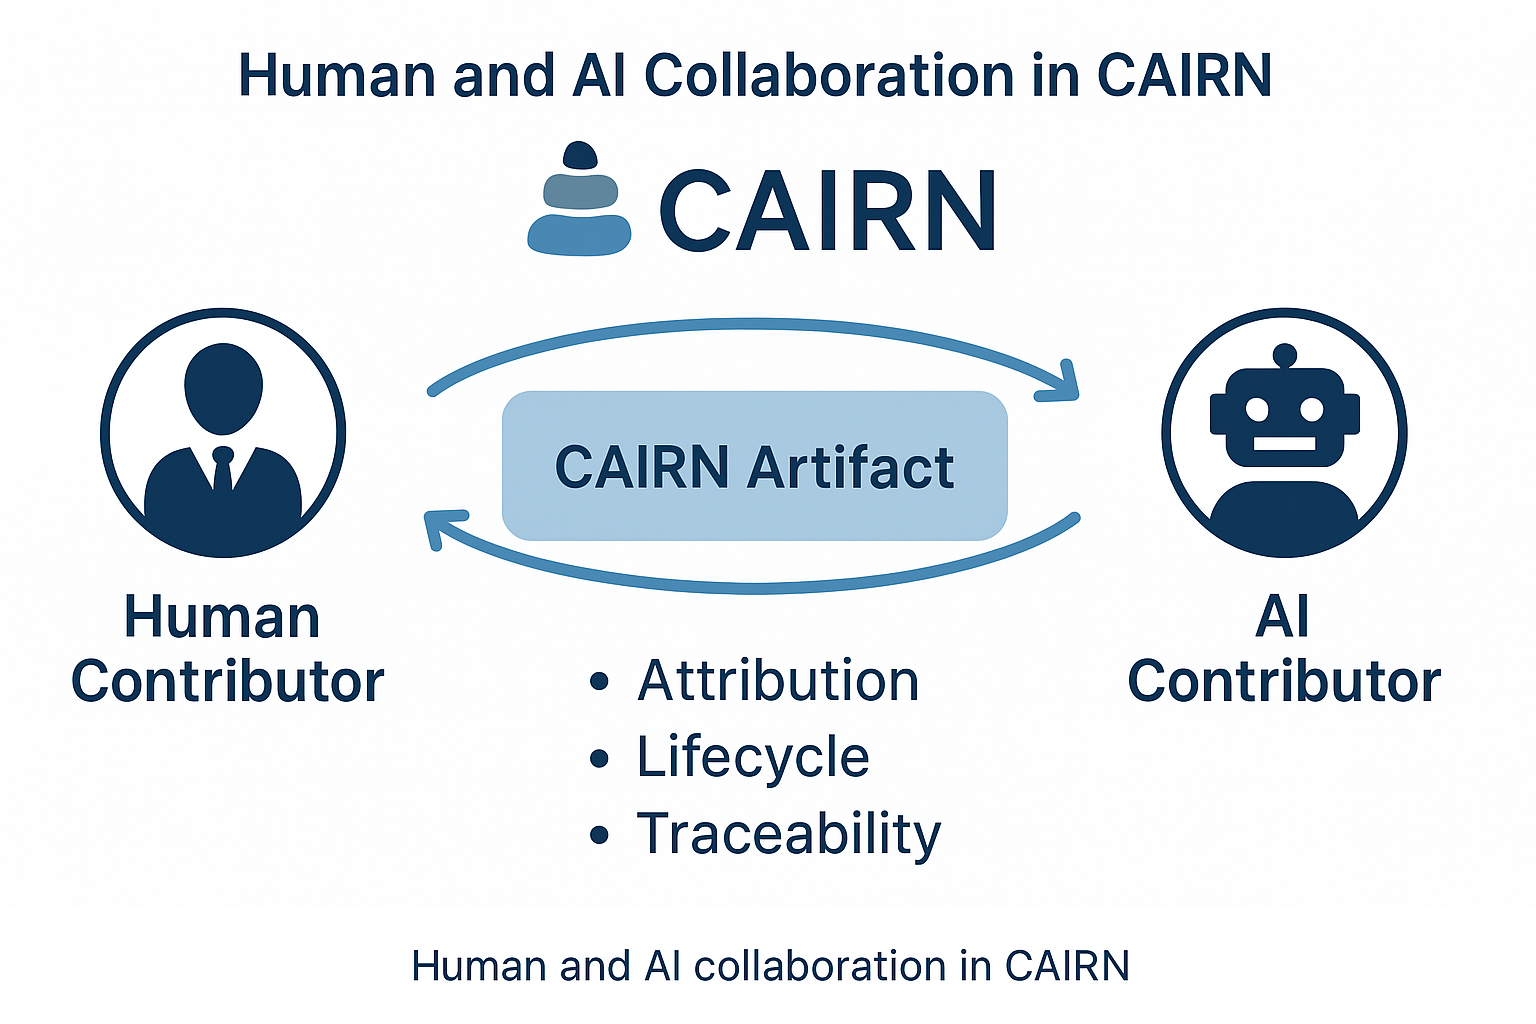 Human and AI Collaboration in CAIRN
CAIRN
CAIRN Artifact
Human
Contributor
AI
Contributor
• Attribution
• Lifecycle
• Traceability
Human and AI collaboration in CAIRN